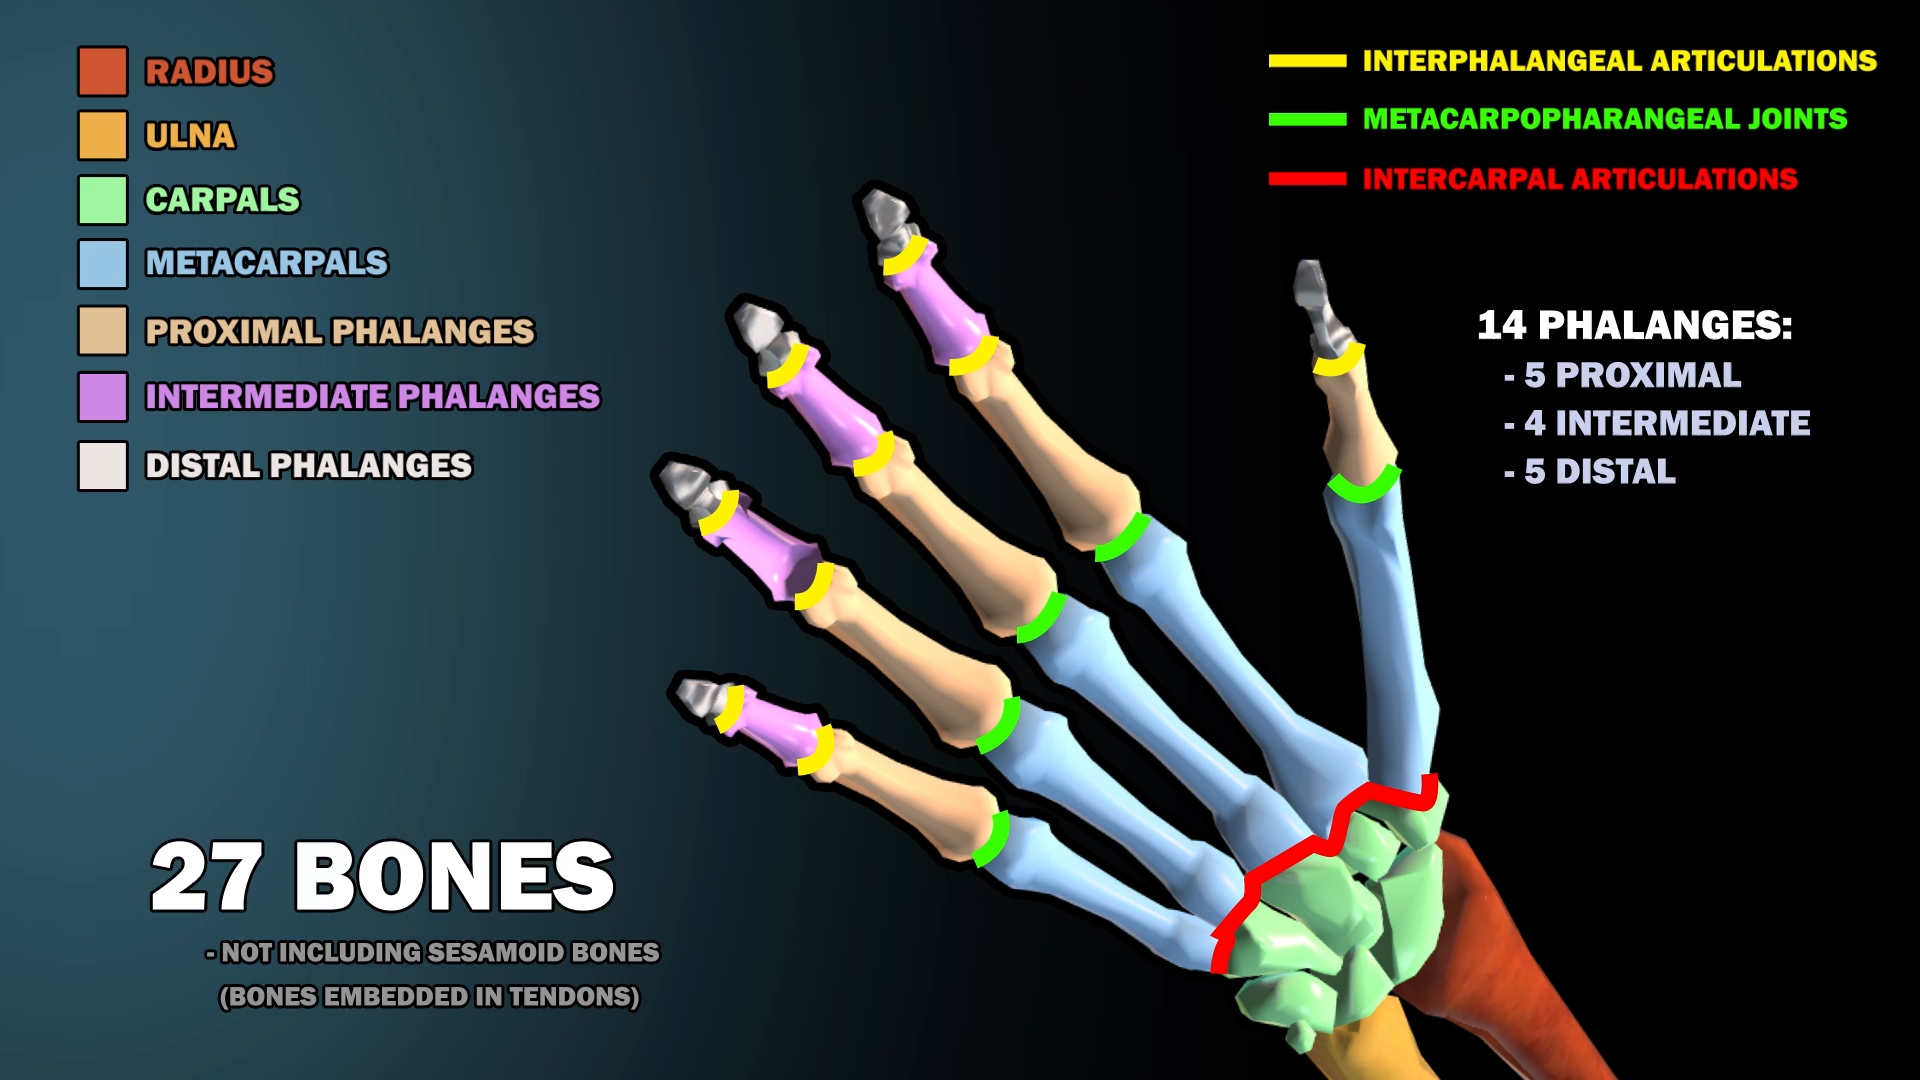 RADIUS
ULNA
CARPALS
METACARPALS
PROXIMAL PHALANGES
INTERMEDIATE PHALANGES
DISTAL PHALANGES
INTERPHALANGEAL ARTICULATIONS
METACARPOPHARANGEAL JOINTS
INTERCARPAL ARTICULATIONS
14 PHALANGES:
- 5 PROXIMAL
- 4 INTERMEDIATE
- 5 DISTAL
27 BONES
- NOT INCLUDING SESAMOID BONES
(BONES EMBEDDED IN TENDONS)